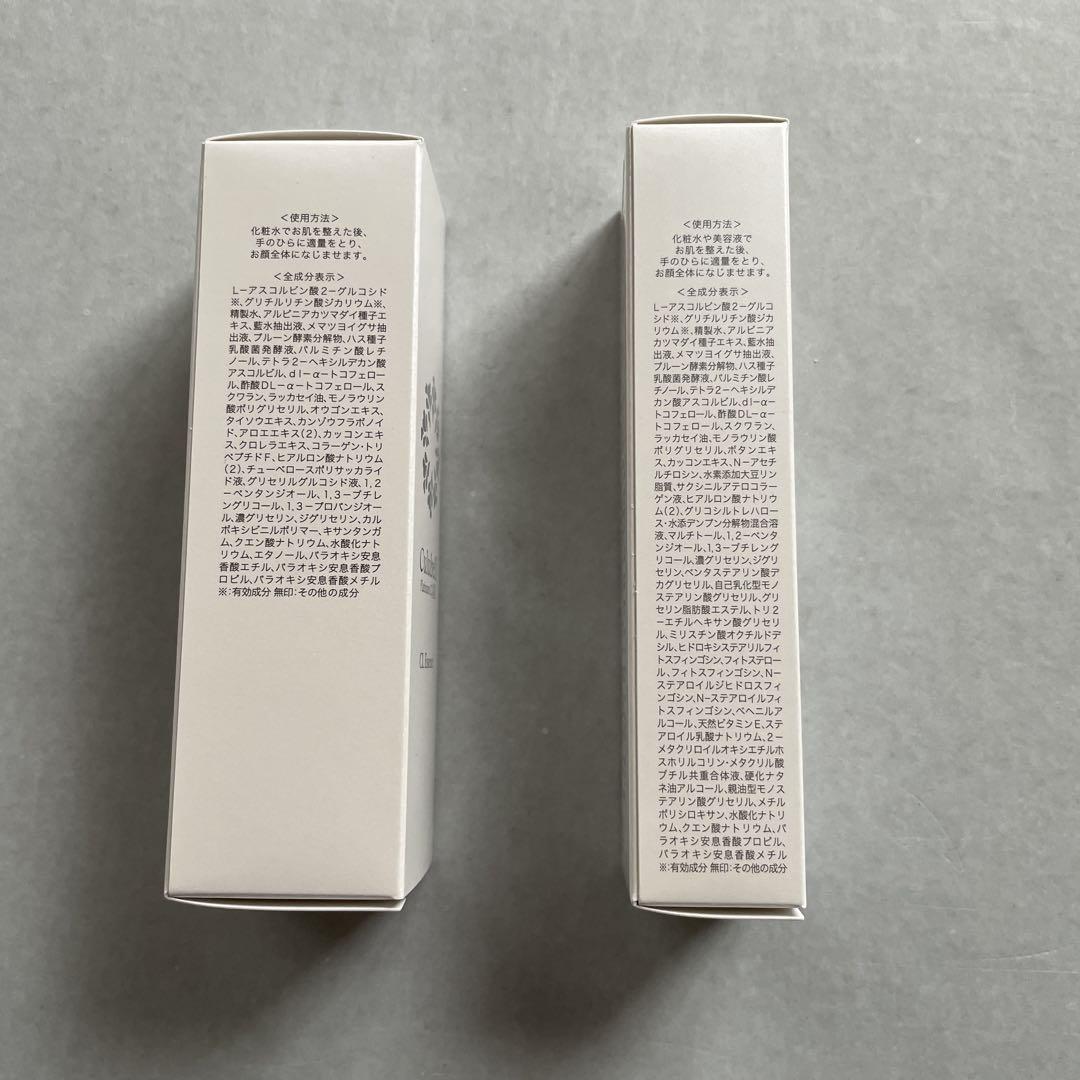 <使用方法>
化粧水でお肌を整えた後、
手のひらに適量をとり、
お顔全体になじませます。
<全成分表示>
L-アスコルビン酸2-グルコシド
※、グリチルリチン酸ジカリウム※、
精製水、アルピニアカツマダイ種子エ
キス、藍水抽出液、メマツヨイグサ抽
出液、プルーン酵素分解物、ハス種子
乳酸菌発酵液、パルミチン酸レチ
ノール、テトラ2-ヘキシルデカン酸
アスコルビル、dl-α-トコフェロ
ール、酢酸DL-α-トコフェロール、ス
クワラン、ラッカセイ油、モノラウリン
酸ポリグリセリル、オウゴンエキス、
タイソウエキス、カンゾウフラボノイ
ド、アロエエキス(2)、カッコンエキ
ス、クロレラエキス、コラーゲン・トリ
ペプチドF、ヒアルロン酸ナトリウム
(2)、チューベロースポリサッカライ
ド液、グリセリルグルコシド液、1,2
-ペンタンジオール、1,3-ブチレ
ングリコール、1,3-プロパンジオー
ル、濃グリセリン、ジグリセリン、カル
ボキシビニルポリマー、キサンタンガ
ム、クエン酸ナトリウム、水酸化ナト
リウム、エタノール、パラオキシ安息
香酸エチル、パラオキシ安息香酸プ
ロピル、パラオキシ安息香酸メチル
※:有効成分 無印:その他の成分
<使用方法>
化粧水や美容液で
お肌を整えた後、
手のひらに適量をとり、
お顔全体になじませます。
<全成分表示>
L-アスコルビン酸2-グルコ
シド※、グリチルリチン酸ジカ
リウム※、精製水、アルピニア
カツマダイ種子エキス、藍水抽
出液、メマツヨイグサ抽出液、
プルーン酵素分解物、ハス種子
乳酸菌発酵液、パルミチン酸レ
チノール、テトラ2-ヘキシルデ
カン酸アスコルビル、dl-α-
トコフェロール、酢酸DL-α-
トコフェロール、スクワラン、
ラッカセイ油、モノラウリン酸
ポリグリセリル、ボタンエキ
ス、カッコンエキス、N-アセチ
ルチロシン、水素添加大豆リン
脂質、サクシニルアテロコラー
ゲン液、ヒアルロン酸ナトリウ
ム(2)、グリコシルトレハロー
ス・水添デンプン分解物混合溶
液、マルチトール、1,2-ペンタ
ンジオール、1,3-ブチレング
リコール、濃グリセリン、ジグリ
セリン、ペンタステアリン酸デ
カグリセリル、自己乳化型モノ
ステアリン酸グリセリル、グリ
セリン脂肪酸エステル、トリ2
-エチルヘキサン酸グリセリ
ル、ミリスチン酸オクチルドデ
シル、ヒドロキシステアリルフィ
トスフィンゴシン、フィトステロー
ル、フィトスフィンゴシン、N-
ステアロイルジヒドロスフィ
ンゴシン、N-ステアロイルフィ
トスフィンゴシン、ベヘニルア
ルコール、天然ビタミンE、ステ
アロイル乳酸ナトリウム、2-
メタクリロイルオキシエチルホ
スホリルコリン・メタクリル酸
ブチル共重合体液、硬化ナタ
ネ油アルコール、親油型モノス
テアリン酸グリセリル、メチル
ポリシロキサン、水酸化ナトリ
ウム、クエン酸ナトリウム、パ
ラオキシ安息香酸プロピル、
パラオキシ安息香酸メチル
※:有効成分 無印:その他の成分